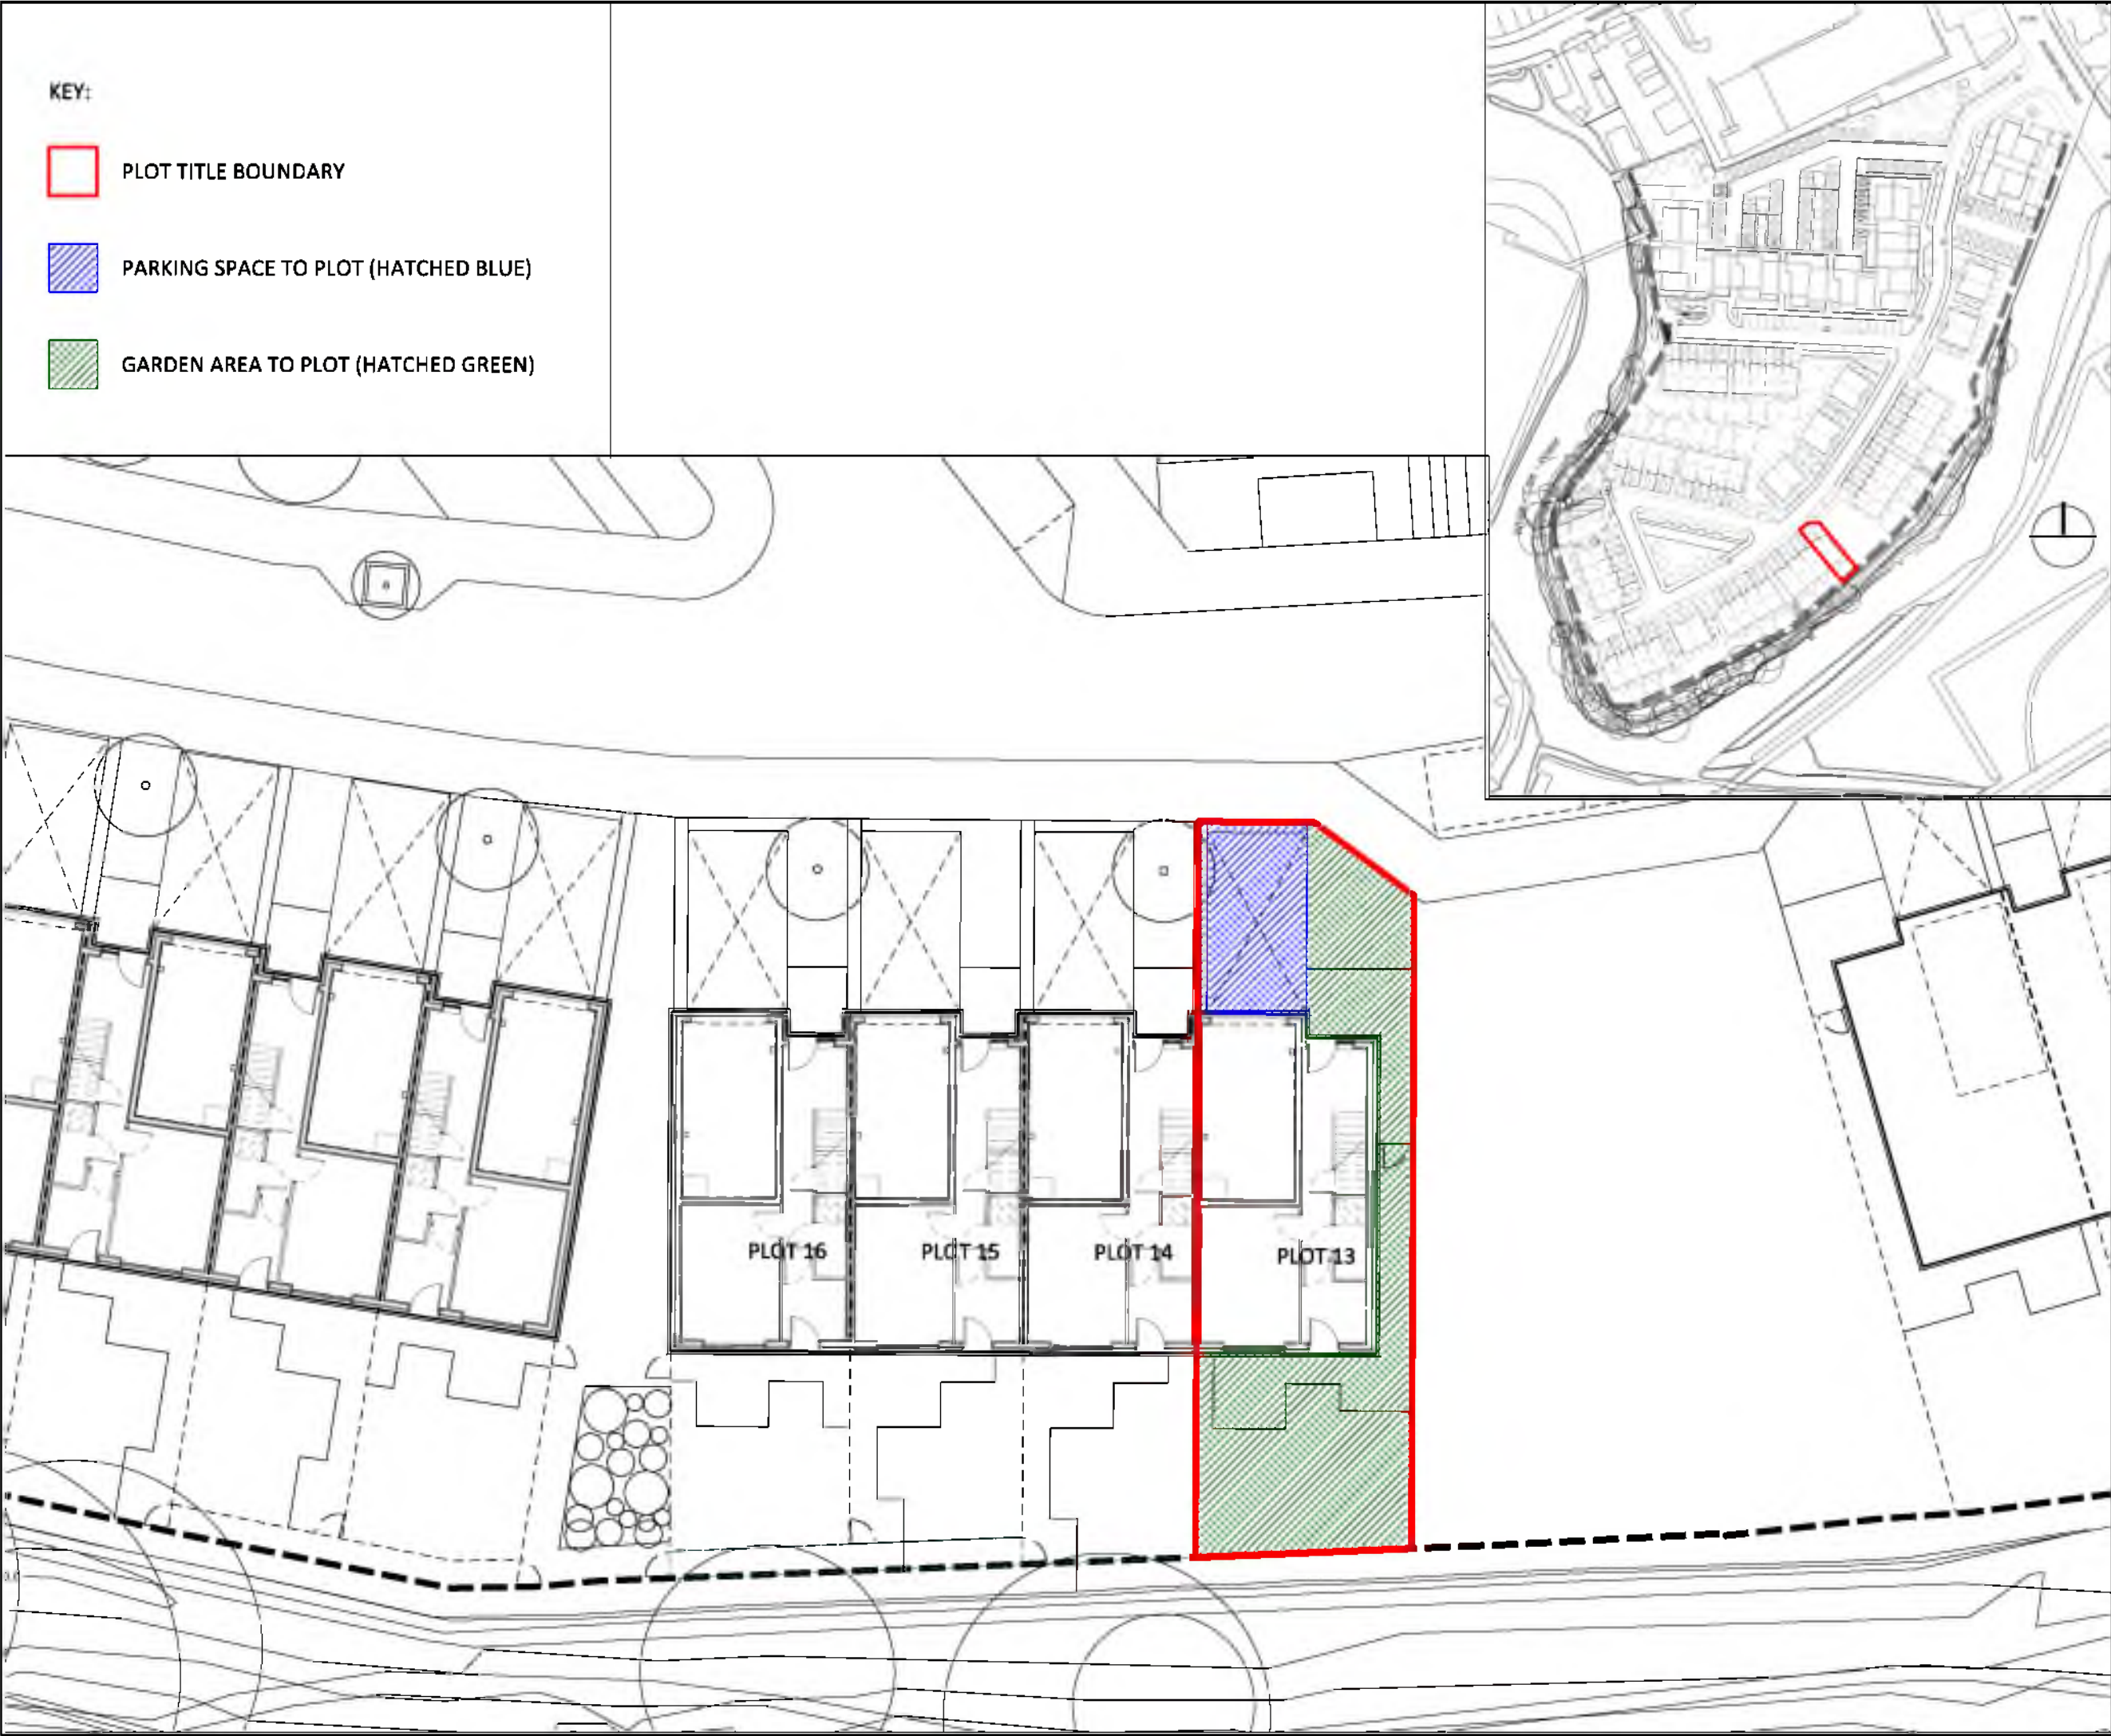 KEY:
PLOT TITLE BOUNDARY
PARKING SPACE TO PLOT (HATCHED BLUE)
GARDEN AREA TO PLOT (HATCHED GREEN)
PLOT 16
PLOT 15
PLOT 14
PLOT 13